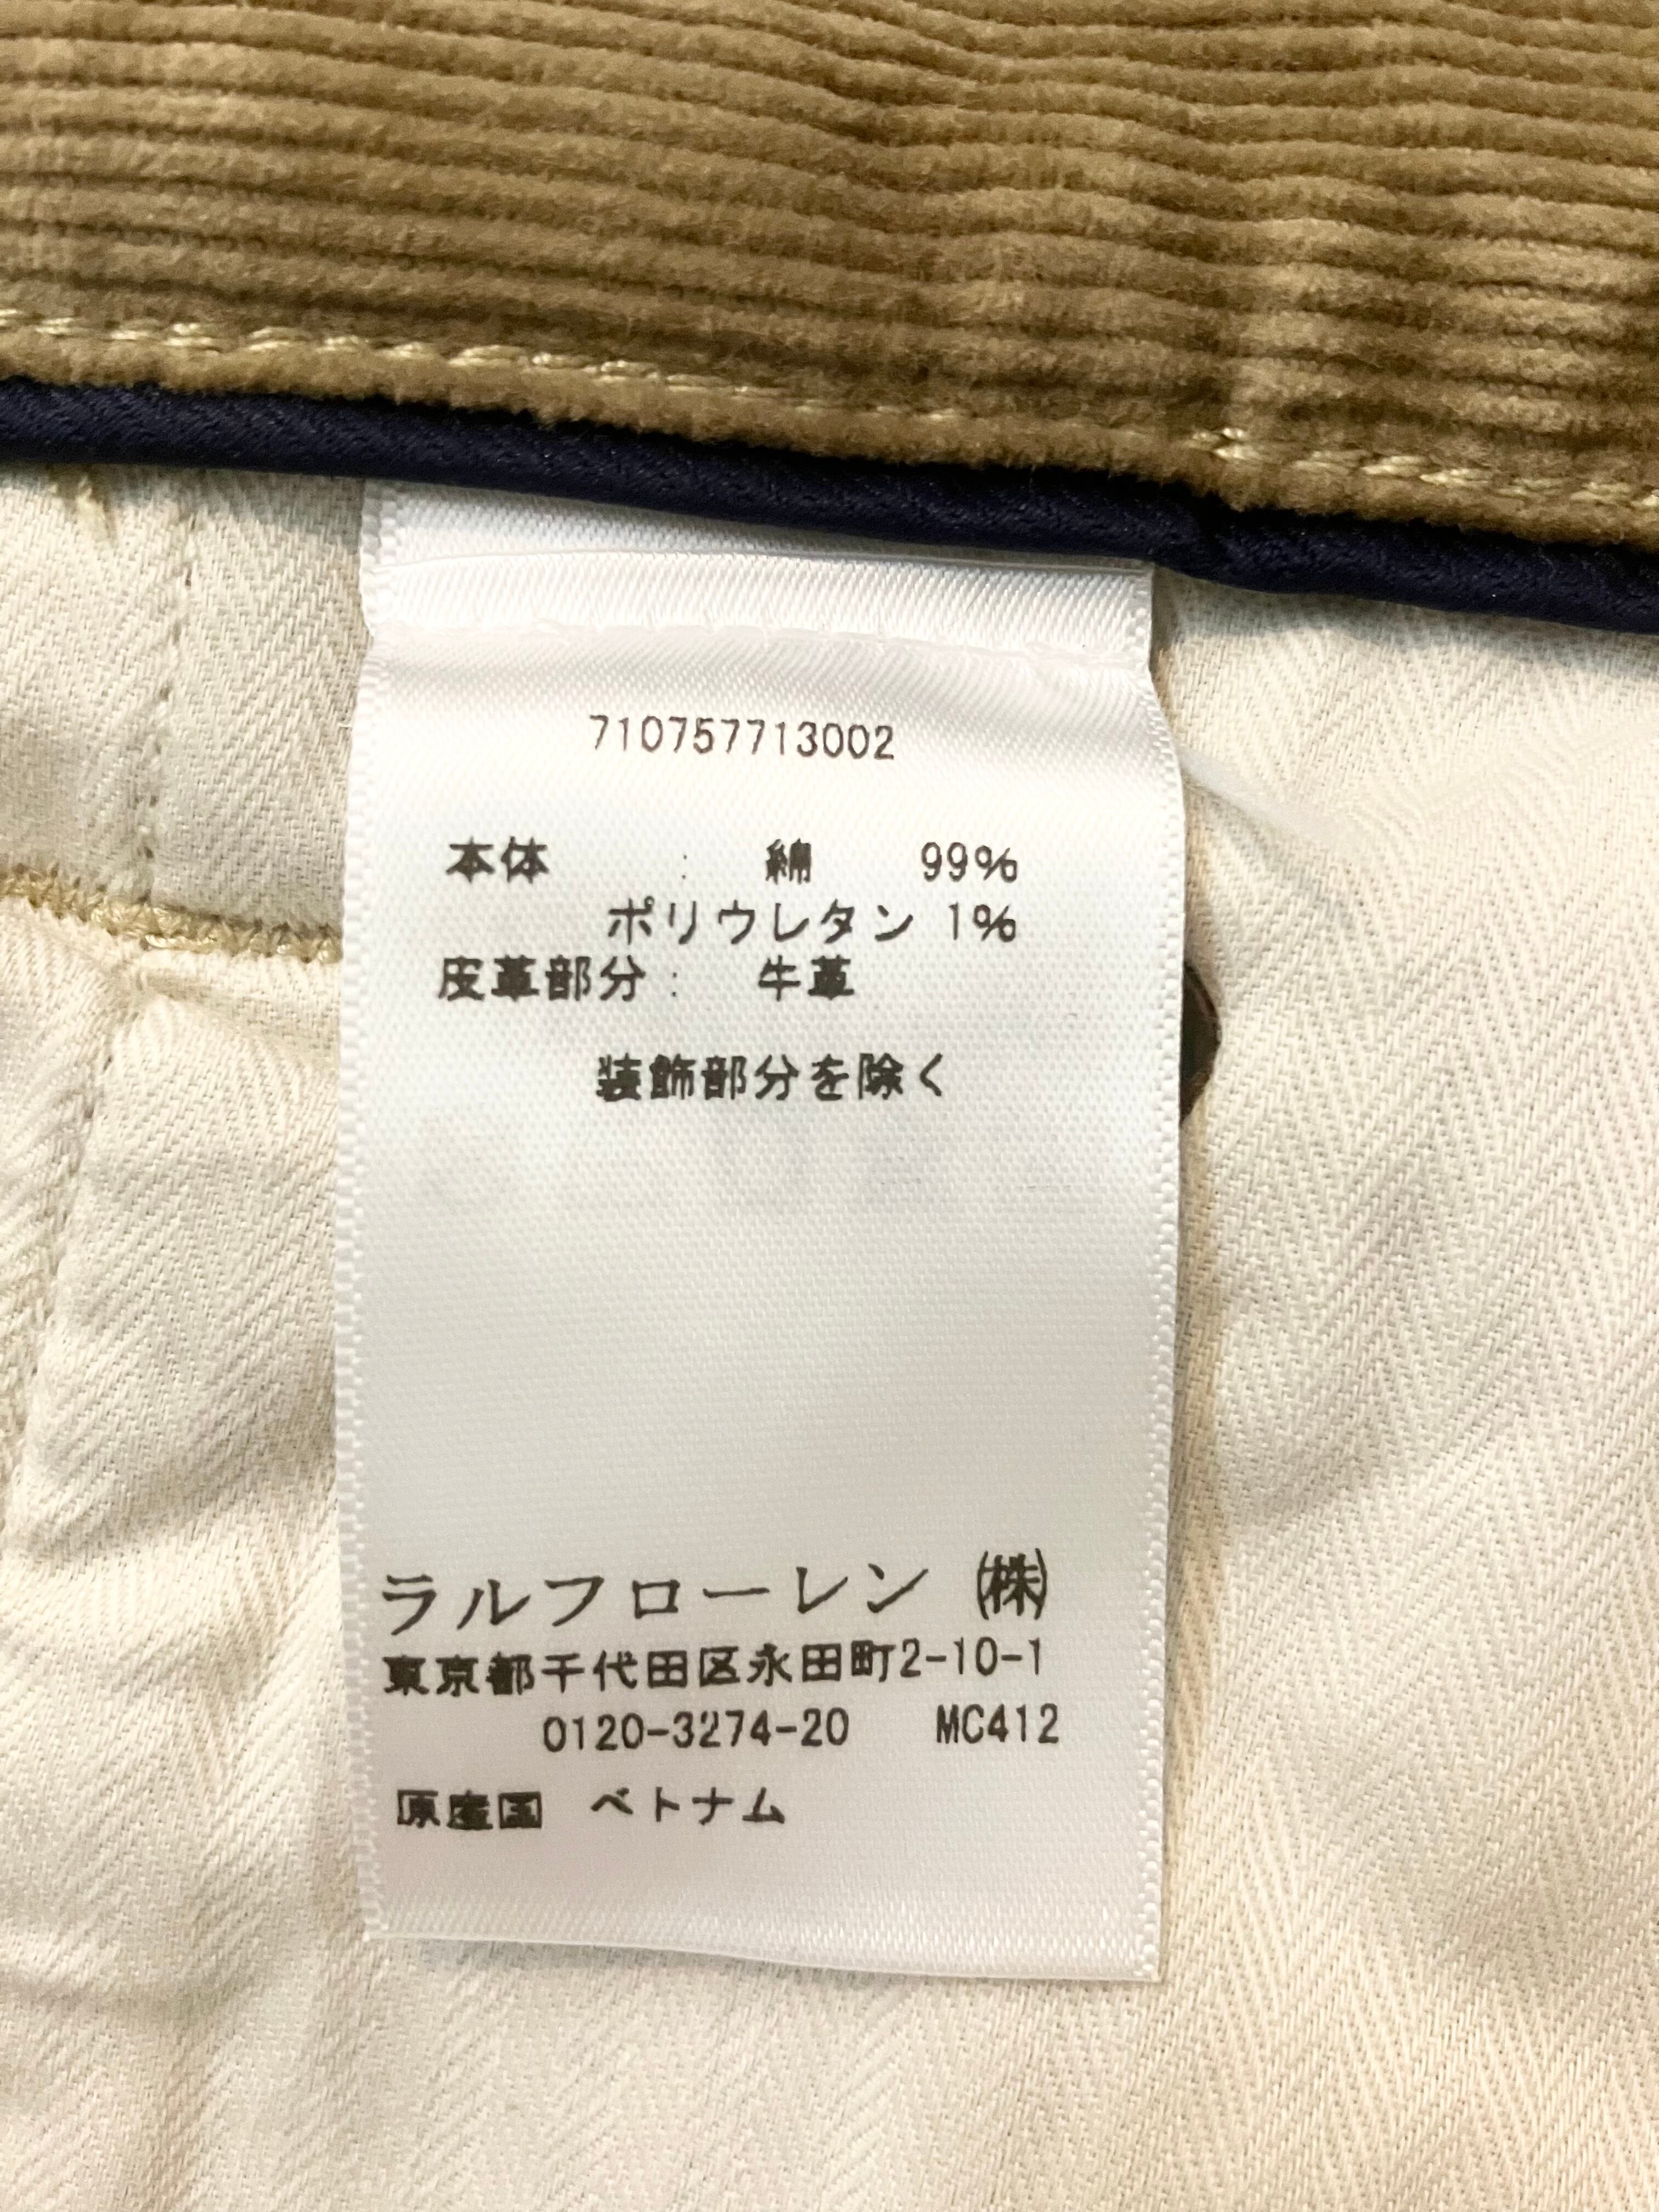 710757713002
本体 : 綿 99%
ポリウレタン 1%
皮革部分 : 牛革
装飾部分を除く
ラルフローレン ㈱
東京都千代田区永田町2-10-1
0120-3274-20 MC412
原産国 ベトナム